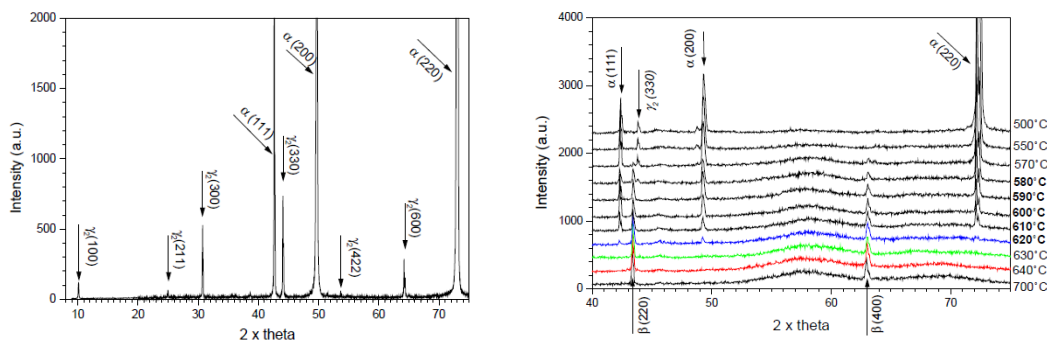 2000
1500
1000
500
0
Intensity (a.u.)
10
20
30
40
50
60
70
2 x theta
γ₂(100)
γ₂(211)
γ₂(300)
α (111)
γ₂(330)
α (200)
γ₂(422)
γ₂(600)
α (220)
4000
3000
2000
1000
0
Intensity (a.u.)
40
50
60
70
2 x theta
α (111)
γ₂ (330)
α (200)
α (220)
500°C
550°C
570°C
580°C
590°C
600°C
610°C
620°C
630°C
640°C
700°C
β (220)
β (400)